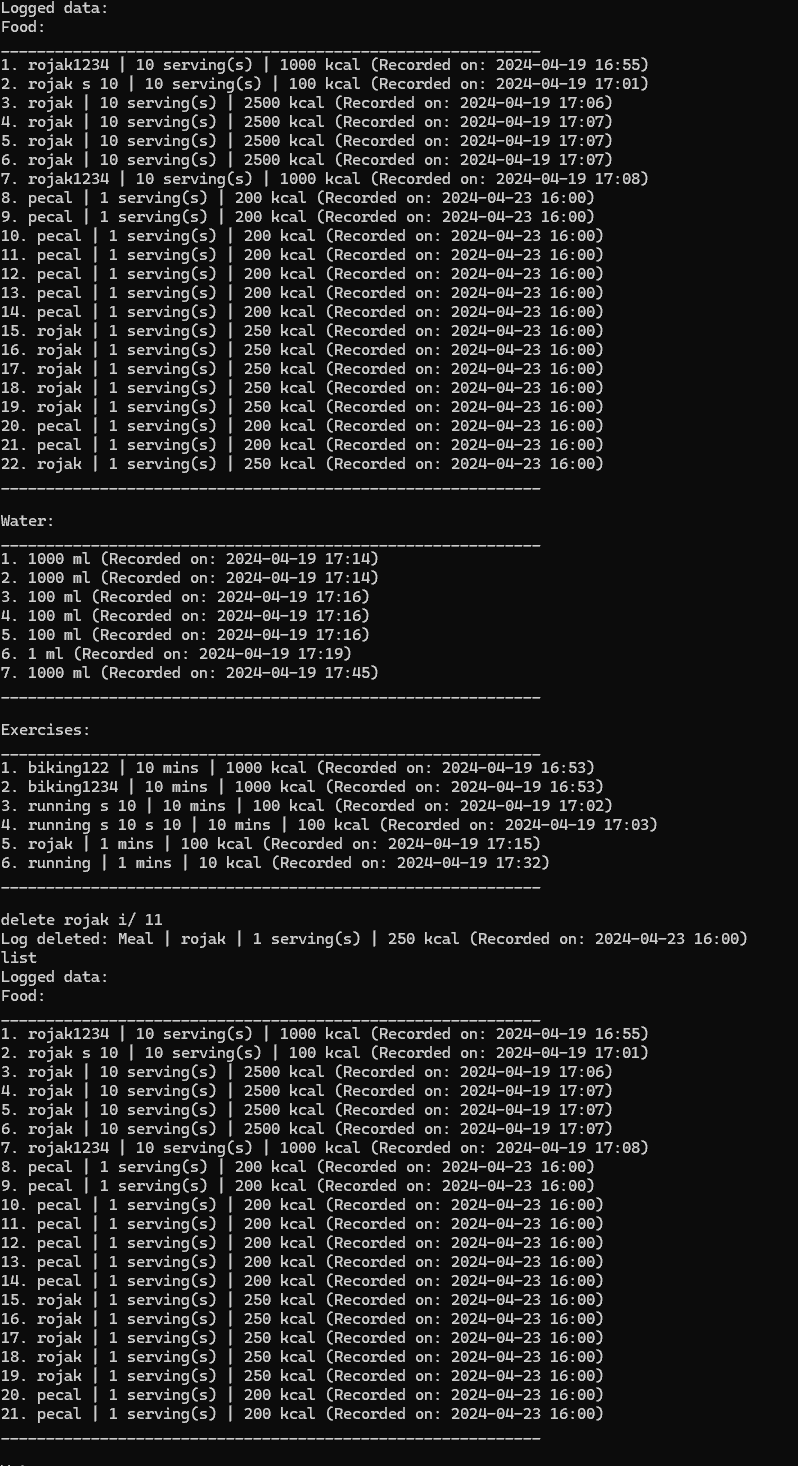 Logged data:
Food:
____________________________________________________________
1. rojak1234 | 10 serving(s) | 1000 kcal (Recorded on: 2024-04-19 16:55)
2. rojak s 10 | 10 serving(s) | 100 kcal (Recorded on: 2024-04-19 17:01)
3. rojak | 10 serving(s) | 2500 kcal (Recorded on: 2024-04-19 17:06)
4. rojak | 10 serving(s) | 2500 kcal (Recorded on: 2024-04-19 17:07)
5. rojak | 10 serving(s) | 2500 kcal (Recorded on: 2024-04-19 17:07)
6. rojak | 10 serving(s) | 2500 kcal (Recorded on: 2024-04-19 17:07)
7. rojak1234 | 10 serving(s) | 1000 kcal (Recorded on: 2024-04-19 17:08)
8. pecal | 1 serving(s) | 200 kcal (Recorded on: 2024-04-23 16:00)
9. pecal | 1 serving(s) | 200 kcal (Recorded on: 2024-04-23 16:00)
10. pecal | 1 serving(s) | 200 kcal (Recorded on: 2024-04-23 16:00)
11. pecal | 1 serving(s) | 200 kcal (Recorded on: 2024-04-23 16:00)
12. pecal | 1 serving(s) | 200 kcal (Recorded on: 2024-04-23 16:00)
13. pecal | 1 serving(s) | 200 kcal (Recorded on: 2024-04-23 16:00)
14. pecal | 1 serving(s) | 200 kcal (Recorded on: 2024-04-23 16:00)
15. rojak | 1 serving(s) | 250 kcal (Recorded on: 2024-04-23 16:00)
16. rojak | 1 serving(s) | 250 kcal (Recorded on: 2024-04-23 16:00)
17. rojak | 1 serving(s) | 250 kcal (Recorded on: 2024-04-23 16:00)
18. rojak | 1 serving(s) | 250 kcal (Recorded on: 2024-04-23 16:00)
19. rojak | 1 serving(s) | 250 kcal (Recorded on: 2024-04-23 16:00)
20. pecal | 1 serving(s) | 200 kcal (Recorded on: 2024-04-23 16:00)
21. pecal | 1 serving(s) | 200 kcal (Recorded on: 2024-04-23 16:00)
22. rojak | 1 serving(s) | 250 kcal (Recorded on: 2024-04-23 16:00)
____________________________________________________________
Water:
____________________________________________________________
1. 1000 ml (Recorded on: 2024-04-19 17:14)
2. 1000 ml (Recorded on: 2024-04-19 17:14)
3. 100 ml (Recorded on: 2024-04-19 17:16)
4. 100 ml (Recorded on: 2024-04-19 17:16)
5. 100 ml (Recorded on: 2024-04-19 17:16)
6. 1 ml (Recorded on: 2024-04-19 17:19)
7. 1000 ml (Recorded on: 2024-04-19 17:45)
____________________________________________________________
Exercises:
____________________________________________________________
1. biking122 | 10 mins | 1000 kcal (Recorded on: 2024-04-19 16:53)
2. biking1234 | 10 mins | 1000 kcal (Recorded on: 2024-04-19 16:53)
3. running s 10 | 10 mins | 100 kcal (Recorded on: 2024-04-19 17:02)
4. running s 10 s 10 | 10 mins | 100 kcal (Recorded on: 2024-04-19 17:03)
5. rojak | 1 mins | 100 kcal (Recorded on: 2024-04-19 17:15)
6. running | 1 mins | 10 kcal (Recorded on: 2024-04-19 17:32)
____________________________________________________________
delete rojak i/ 11
Log deleted: Meal | rojak | 1 serving(s) | 250 kcal (Recorded on: 2024-04-23 16:00)
list
Logged data:
Food:
____________________________________________________________
1. rojak1234 | 10 serving(s) | 1000 kcal (Recorded on: 2024-04-19 16:55)
2. rojak s 10 | 10 serving(s) | 100 kcal (Recorded on: 2024-04-19 17:01)
3. rojak | 10 serving(s) | 2500 kcal (Recorded on: 2024-04-19 17:06)
4. rojak | 10 serving(s) | 2500 kcal (Recorded on: 2024-04-19 17:07)
5. rojak | 10 serving(s) | 2500 kcal (Recorded on: 2024-04-19 17:07)
6. rojak | 10 serving(s) | 2500 kcal (Recorded on: 2024-04-19 17:07)
7. rojak1234 | 10 serving(s) | 1000 kcal (Recorded on: 2024-04-19 17:08)
8. pecal | 1 serving(s) | 200 kcal (Recorded on: 2024-04-23 16:00)
9. pecal | 1 serving(s) | 200 kcal (Recorded on: 2024-04-23 16:00)
10. pecal | 1 serving(s) | 200 kcal (Recorded on: 2024-04-23 16:00)
11. pecal | 1 serving(s) | 200 kcal (Recorded on: 2024-04-23 16:00)
12. pecal | 1 serving(s) | 200 kcal (Recorded on: 2024-04-23 16:00)
13. pecal | 1 serving(s) | 200 kcal (Recorded on: 2024-04-23 16:00)
14. pecal | 1 serving(s) | 200 kcal (Recorded on: 2024-04-23 16:00)
15. rojak | 1 serving(s) | 250 kcal (Recorded on: 2024-04-23 16:00)
16. rojak | 1 serving(s) | 250 kcal (Recorded on: 2024-04-23 16:00)
17. rojak | 1 serving(s) | 250 kcal (Recorded on: 2024-04-23 16:00)
18. rojak | 1 serving(s) | 250 kcal (Recorded on: 2024-04-23 16:00)
19. rojak | 1 serving(s) | 250 kcal (Recorded on: 2024-04-23 16:00)
20. pecal | 1 serving(s) | 200 kcal (Recorded on: 2024-04-23 16:00)
21. pecal | 1 serving(s) | 200 kcal (Recorded on: 2024-04-23 16:00)
____________________________________________________________